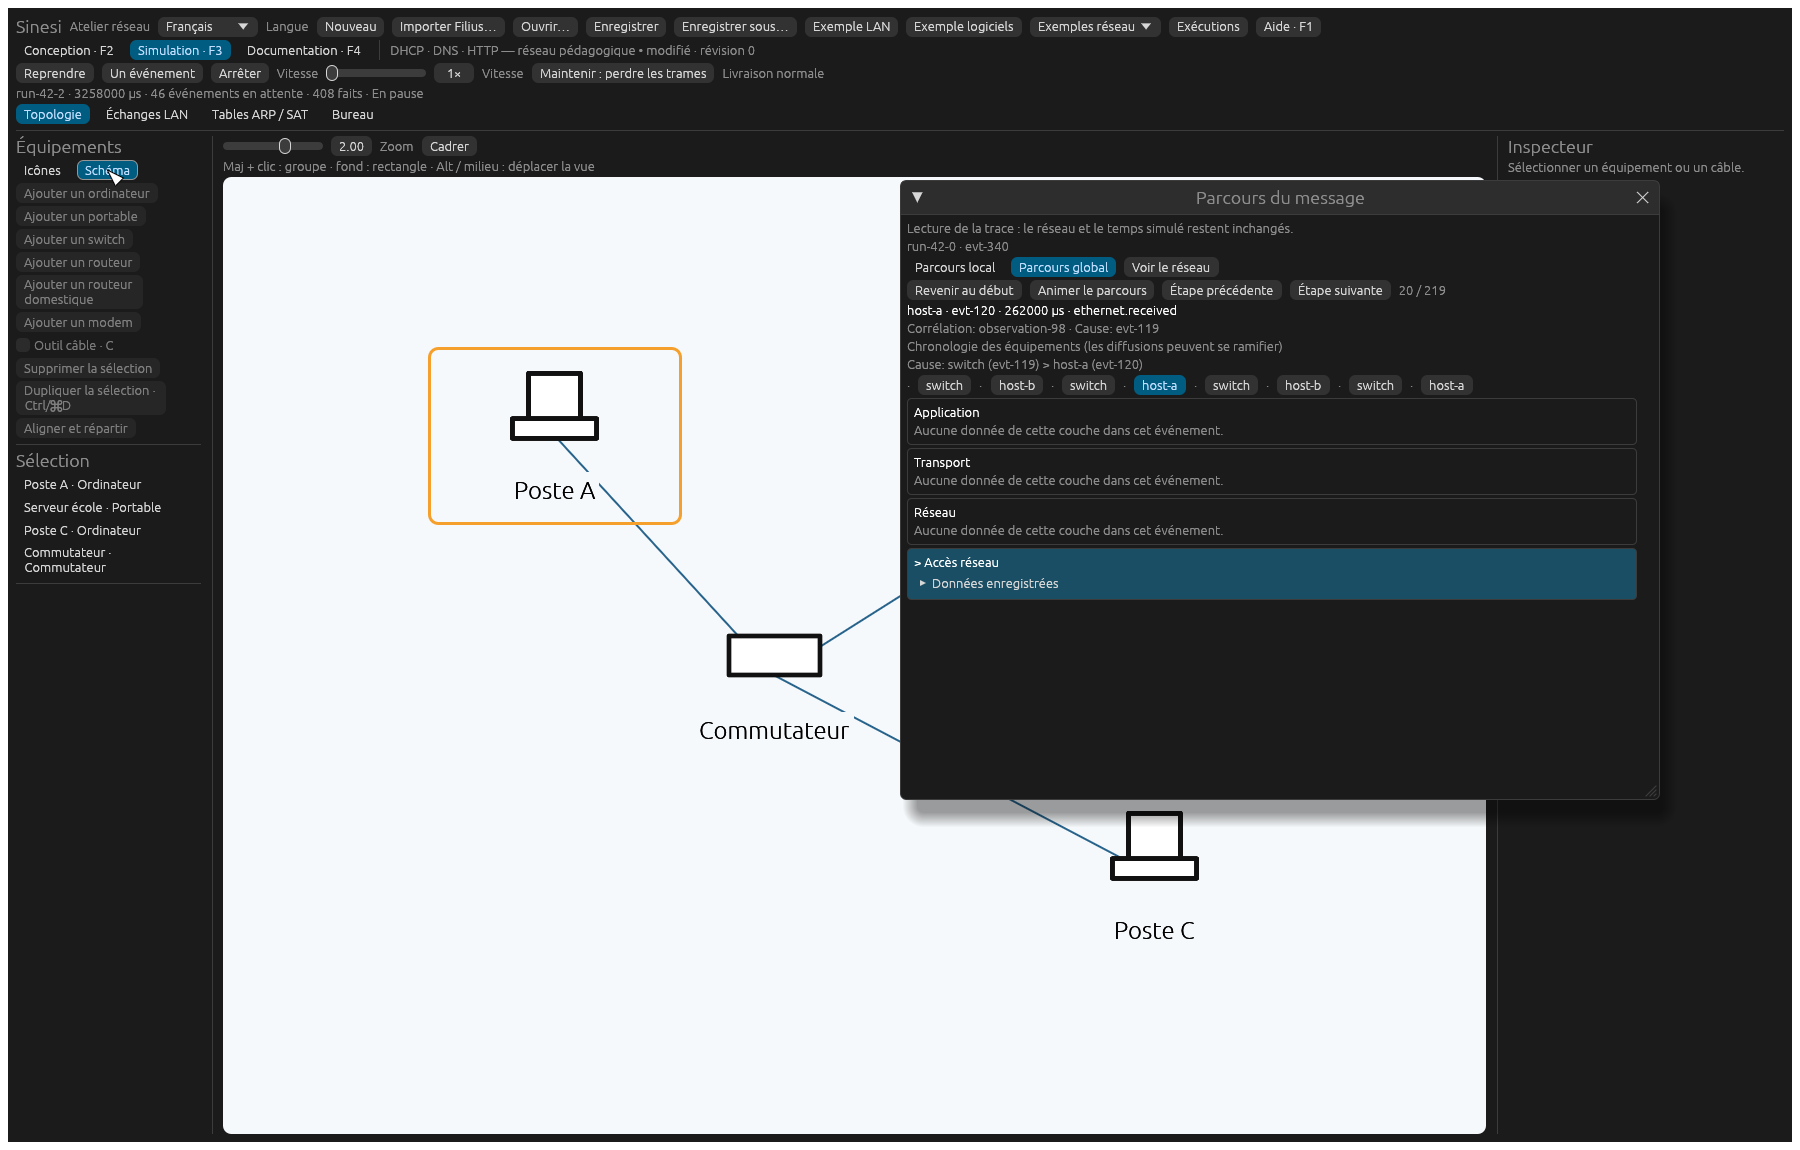 Sinesi Atelier réseau Français Langue Nouveau Importer Filius... Ouvrir... Enregistrer Enregistrer sous... Exemple LAN Exemple logiciels Exemples réseau Exécutions Aide · F1
Conception · F2 Simulation · F3 Documentation · F4 DHCP · DNS · HTTP — réseau pédagogique • modifié · révision 0
Reprendre Un événement Arrêter Vitesse 1× Vitesse Maintenir : perdre les trames Livraison normale
run-42-2 · 3258000 µs · 46 événements en attente · 408 faits · En pause
Topologie Échanges LAN Tables ARP / SAT Bureau
Équipements
Icônes Schéma
Ajouter un ordinateur
Ajouter un portable
Ajouter un switch
Ajouter un routeur
Ajouter un routeur
domestique
Ajouter un modem
Outil câble · C
Supprimer la sélection
Dupliquer la sélection ·
Ctrl/⌘D
Aligner et répartir
Sélection
Poste A · Ordinateur
Serveur école · Portable
Poste C · Ordinateur
Commutateur ·
Commutateur
2.00 Zoom Cadrer
Maj + clic : groupe · fond : rectangle · Alt / milieu : déplacer la vue
Poste A
Commutateur
Poste C
Parcours du message
Lecture de la trace : le réseau et le temps simulé restent inchangés.
run-42-0 · evt-340
Parcours local Parcours global Voir le réseau
Revenir au début Animer le parcours Étape précédente Étape suivante 20 / 219
host-a · evt-120 · 262000 µs · ethernet.received
Corrélation: observation-98 · Cause: evt-119
Chronologie des équipements (les diffusions peuvent se ramifier)
Cause: switch (evt-119) > host-a (evt-120)
· switch · host-b · switch · host-a · switch · host-b · switch · host-a
Application
Aucune donnée de cette couche dans cet événement.
Transport
Aucune donnée de cette couche dans cet événement.
Réseau
Aucune donnée de cette couche dans cet événement.
> Accès réseau
Données enregistrées
Inspecteur
Sélectionner un équipement ou un câble.